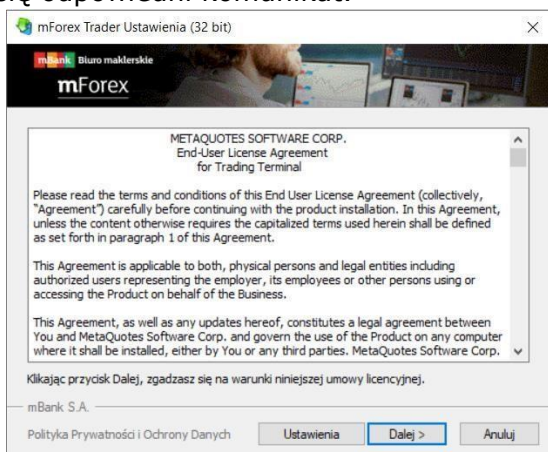 się odpowiedni komunikat.
mForex Trader Ustawienia (32 bit)
mBank Biuro maklerskie
mForex
METAQUOTES SOFTWARE CORP.
End-User License Agreement
for Trading Terminal
Please read the terms and conditions of this End User License Agreement (collectively,
"Agreement") carefully before continuing with the product installation. In this Agreement,
unless the content otherwise requires the capitalized terms used herein shall be defined
as set forth in paragraph 1 of this Agreement.
This Agreement is applicable to both, physical persons and legal entities including
authorized users representing the employer, its employees or other persons using or
accessing the Product on behalf of the Business.
This Agreement, as well as any updates hereof, constitutes a legal agreement between
You and MetaQuotes Software Corp. and govern the use of the Product on any computer
where it shall be installed, either by You or any third parties. MetaQuotes Software Corp.
Klikając przycisk Dalej, zgadzasz się na warunki niniejszej umowy licencyjnej.
mBank S.A.
Polityka Prywatności i Ochrony Danych
Ustawienia
Dalej >
Anuluj